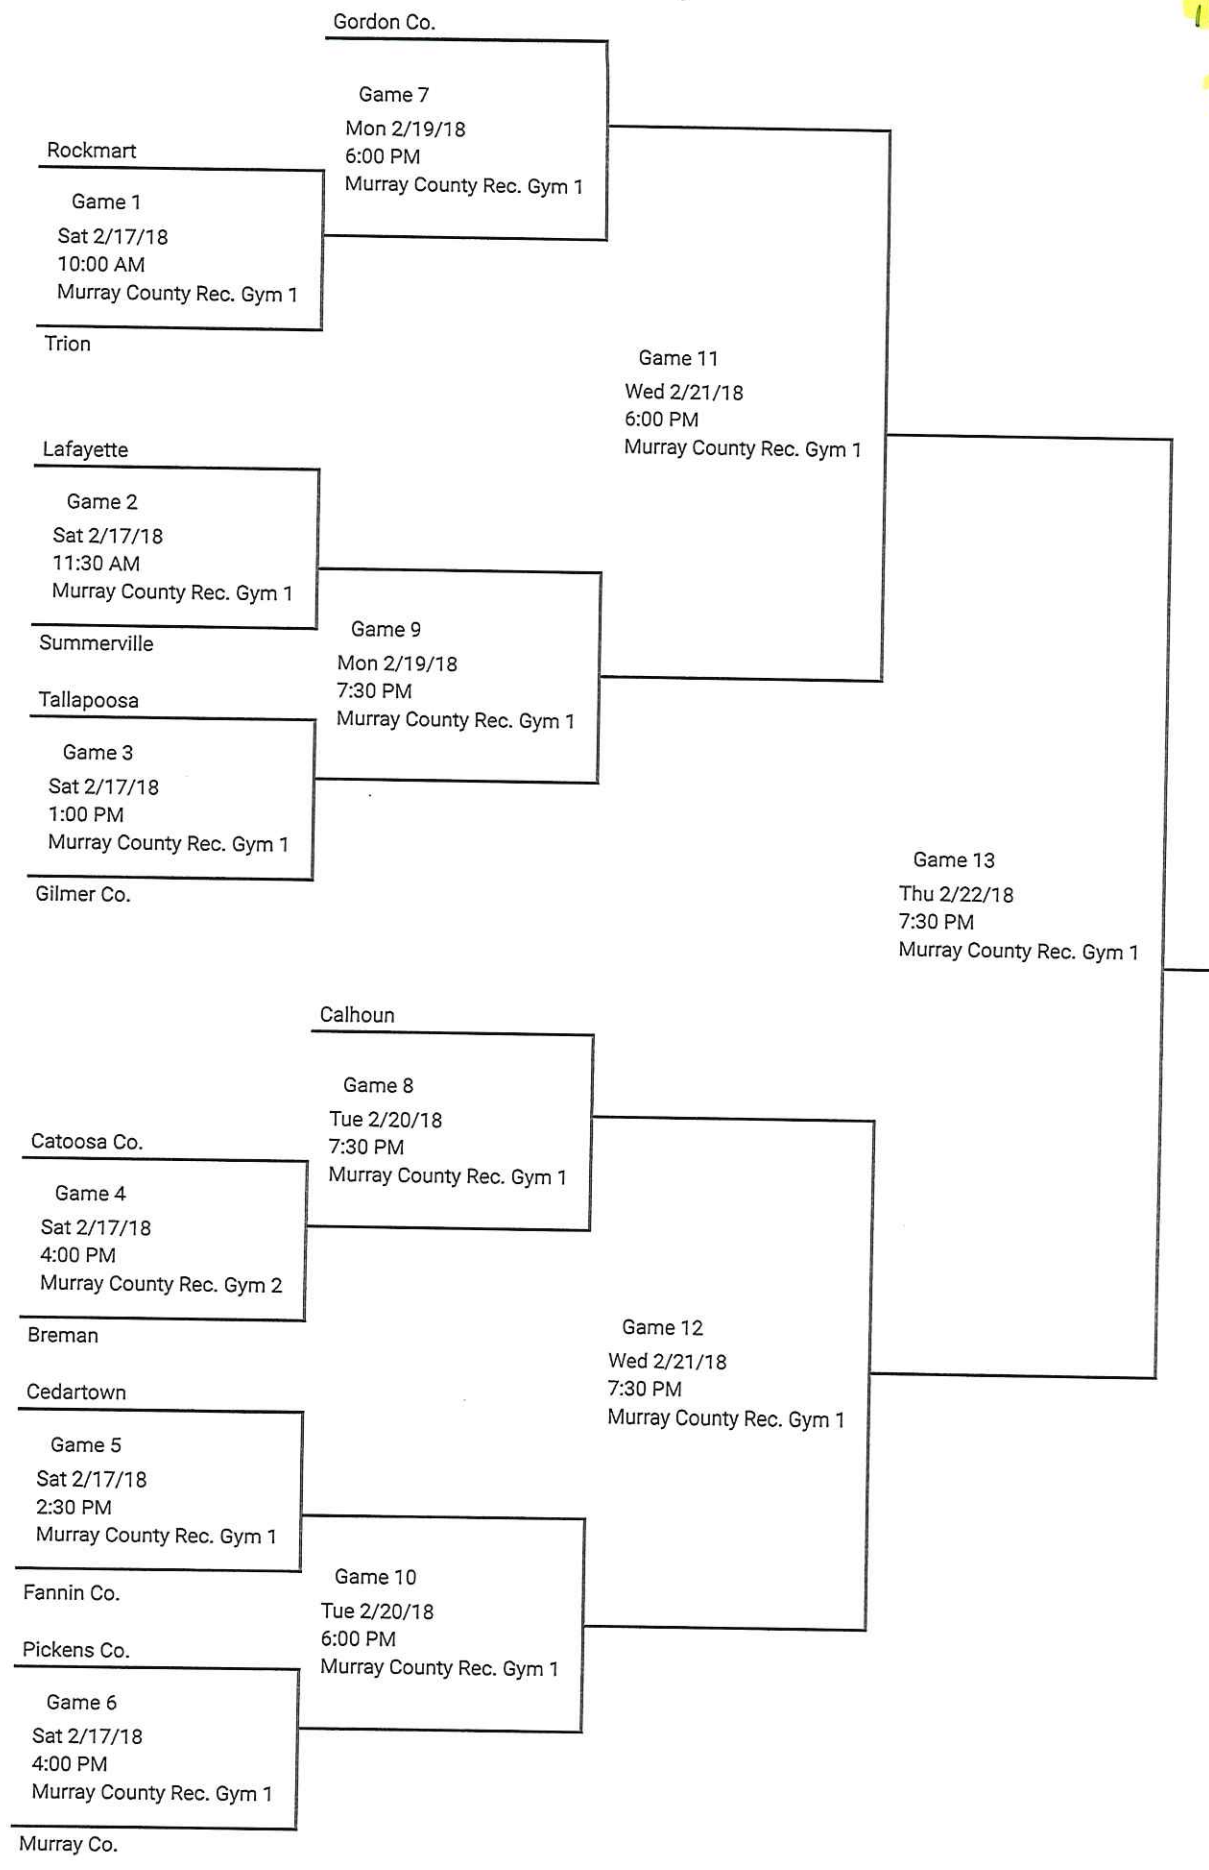 Gordon Co.
Game 7
Mon 2/19/18
6:00 PM
Murray County Rec. Gym 1
Rockmart
Game 1
Sat 2/17/18
10:00 AM
Murray County Rec. Gym 1
Trion
Game 11
Wed 2/21/18
6:00 PM
Murray County Rec. Gym 1
Lafayette
Game 2
Sat 2/17/18
11:30 AM
Murray County Rec. Gym 1
Summerville
Game 9
Mon 2/19/18
7:30 PM
Murray County Rec. Gym 1
Tallapoosa
Game 3
Sat 2/17/18
1:00 PM
Murray County Rec. Gym 1
Gilmer Co.
Game 13
Thu 2/22/18
7:30 PM
Murray County Rec. Gym 1
Calhoun
Game 8
Tue 2/20/18
7:30 PM
Murray County Rec. Gym 1
Catoosa Co.
Game 4
Sat 2/17/18
4:00 PM
Murray County Rec. Gym 2
Breman
Game 12
Wed 2/21/18
7:30 PM
Murray County Rec. Gym 1
Cedartown
Game 5
Sat 2/17/18
2:30 PM
Murray County Rec. Gym 1
Fannin Co.
Game 10
Tue 2/20/18
6:00 PM
Murray County Rec. Gym 1
Pickens Co.
Game 6
Sat 2/17/18
4:00 PM
Murray County Rec. Gym 1
Murray Co.